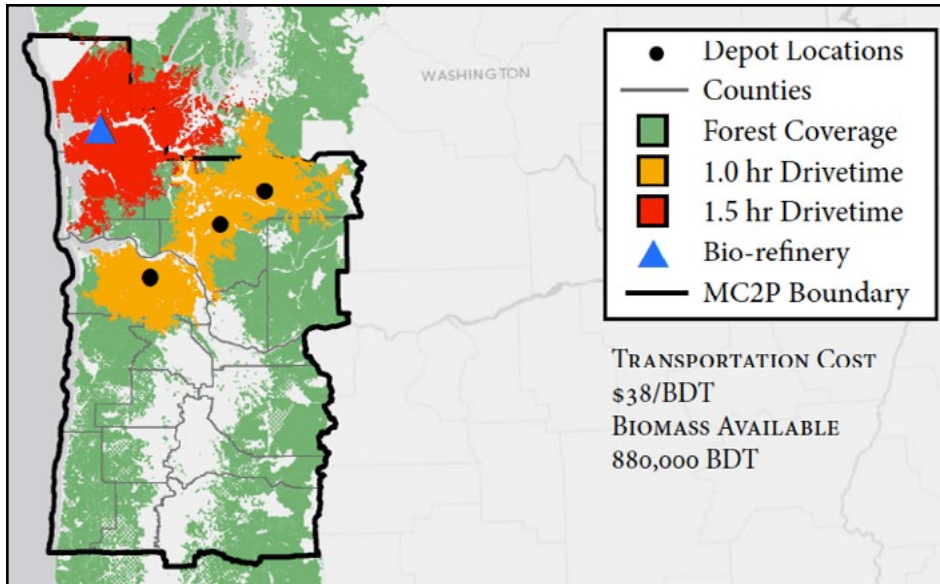 WASHINGTON
Depot Locations
Counties
Forest Coverage
1.0 hr Drivetime
1.5 hr Drivetime
Bio-refinery
MC2P Boundary
Transportation Cost
$38/BDT
Biomass Available
880,000 BDT